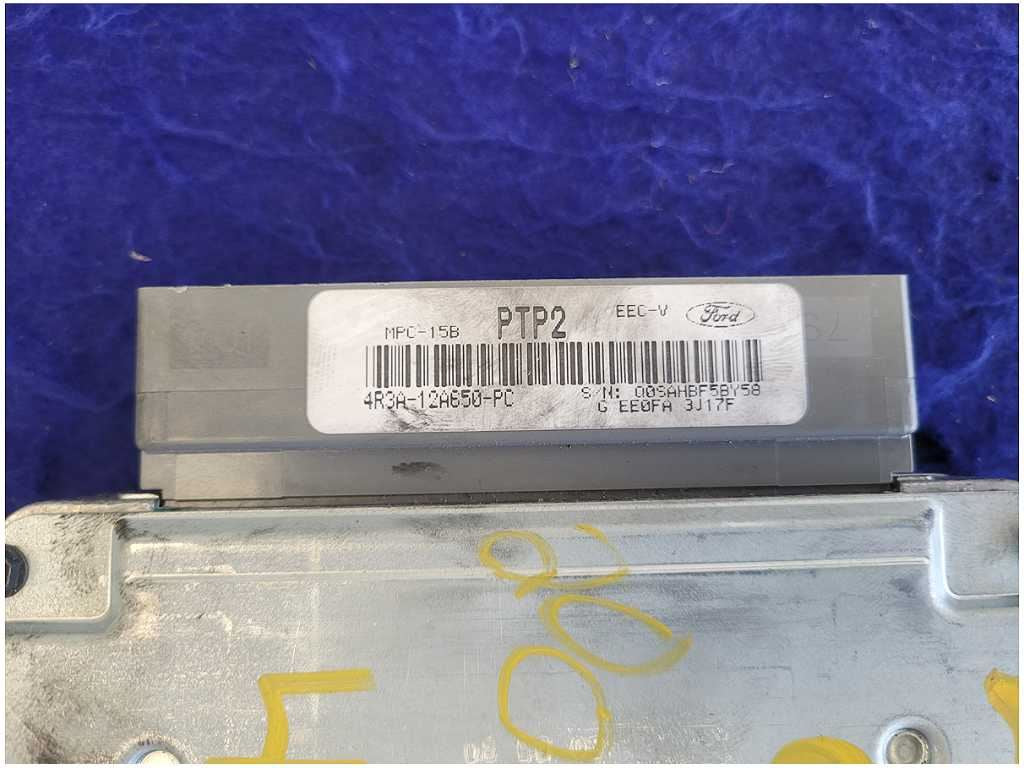 MPC-15B PTP2 EEC-V Ford
4R3A-12A650-PC S/N: 00SAHBF5BY58
G EE0FA 3J17F